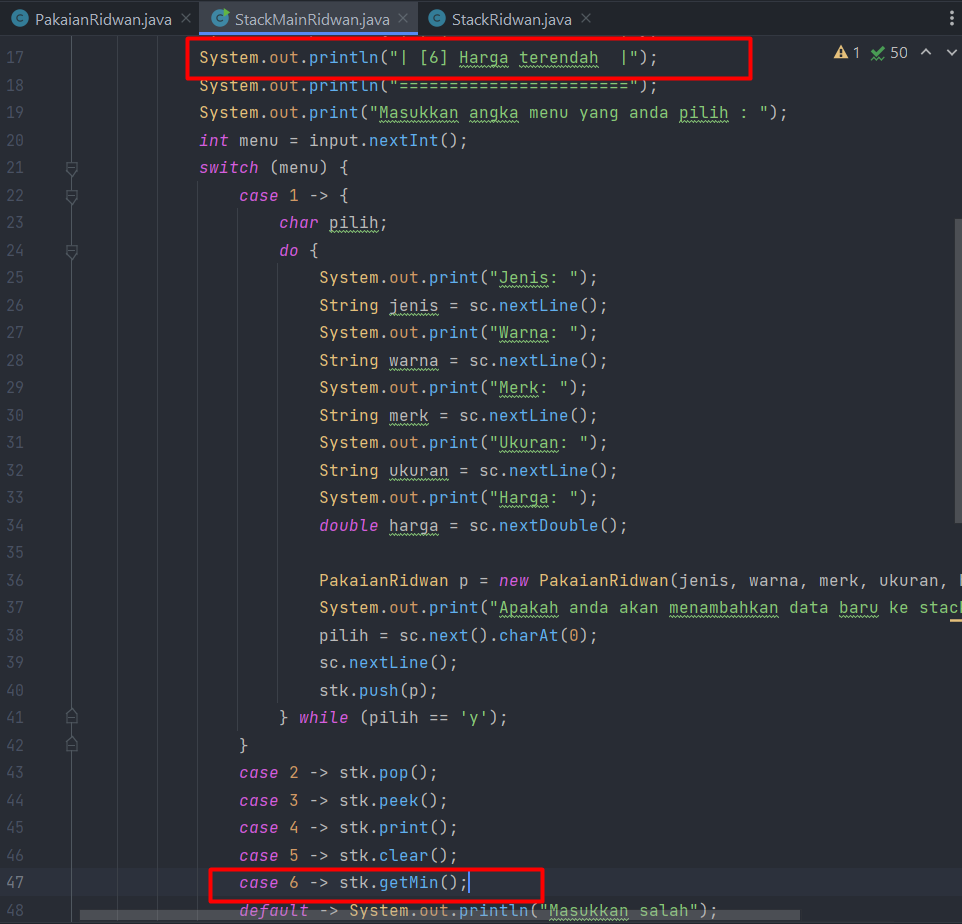 PakaianRidwan.java StackMainRidwan.java StackRidwan.java
17 System.out.println("| [6] Harga terendah  |"); 1 50
18 System.out.println("=======================");
19 System.out.print("Masukkan angka menu yang anda pilih : ");
20 int menu = input.nextInt();
21 switch (menu) {
22 case 1 -> {
23 char pilih;
24 do {
25 System.out.print("Jenis: ");
26 String jenis = sc.nextLine();
27 System.out.print("Warna: ");
28 String warna = sc.nextLine();
29 System.out.print("Merk: ");
30 String merk = sc.nextLine();
31 System.out.print("Ukuran: ");
32 String ukuran = sc.nextLine();
33 System.out.print("Harga: ");
34 double harga = sc.nextDouble();
35
36 PakaianRidwan p = new PakaianRidwan(jenis, warna, merk, ukuran,
37 System.out.print("Apakah anda akan menambahkan data baru ke stac
38 pilih = sc.next().charAt(0);
39 sc.nextLine();
40 stk.push(p);
41 } while (pilih == 'y');
42 }
43 case 2 -> stk.pop();
44 case 3 -> stk.peek();
45 case 4 -> stk.print();
46 case 5 -> stk.clear();
47 case 6 -> stk.getMin();
48 default -> System.out.println("Masukkan salah");